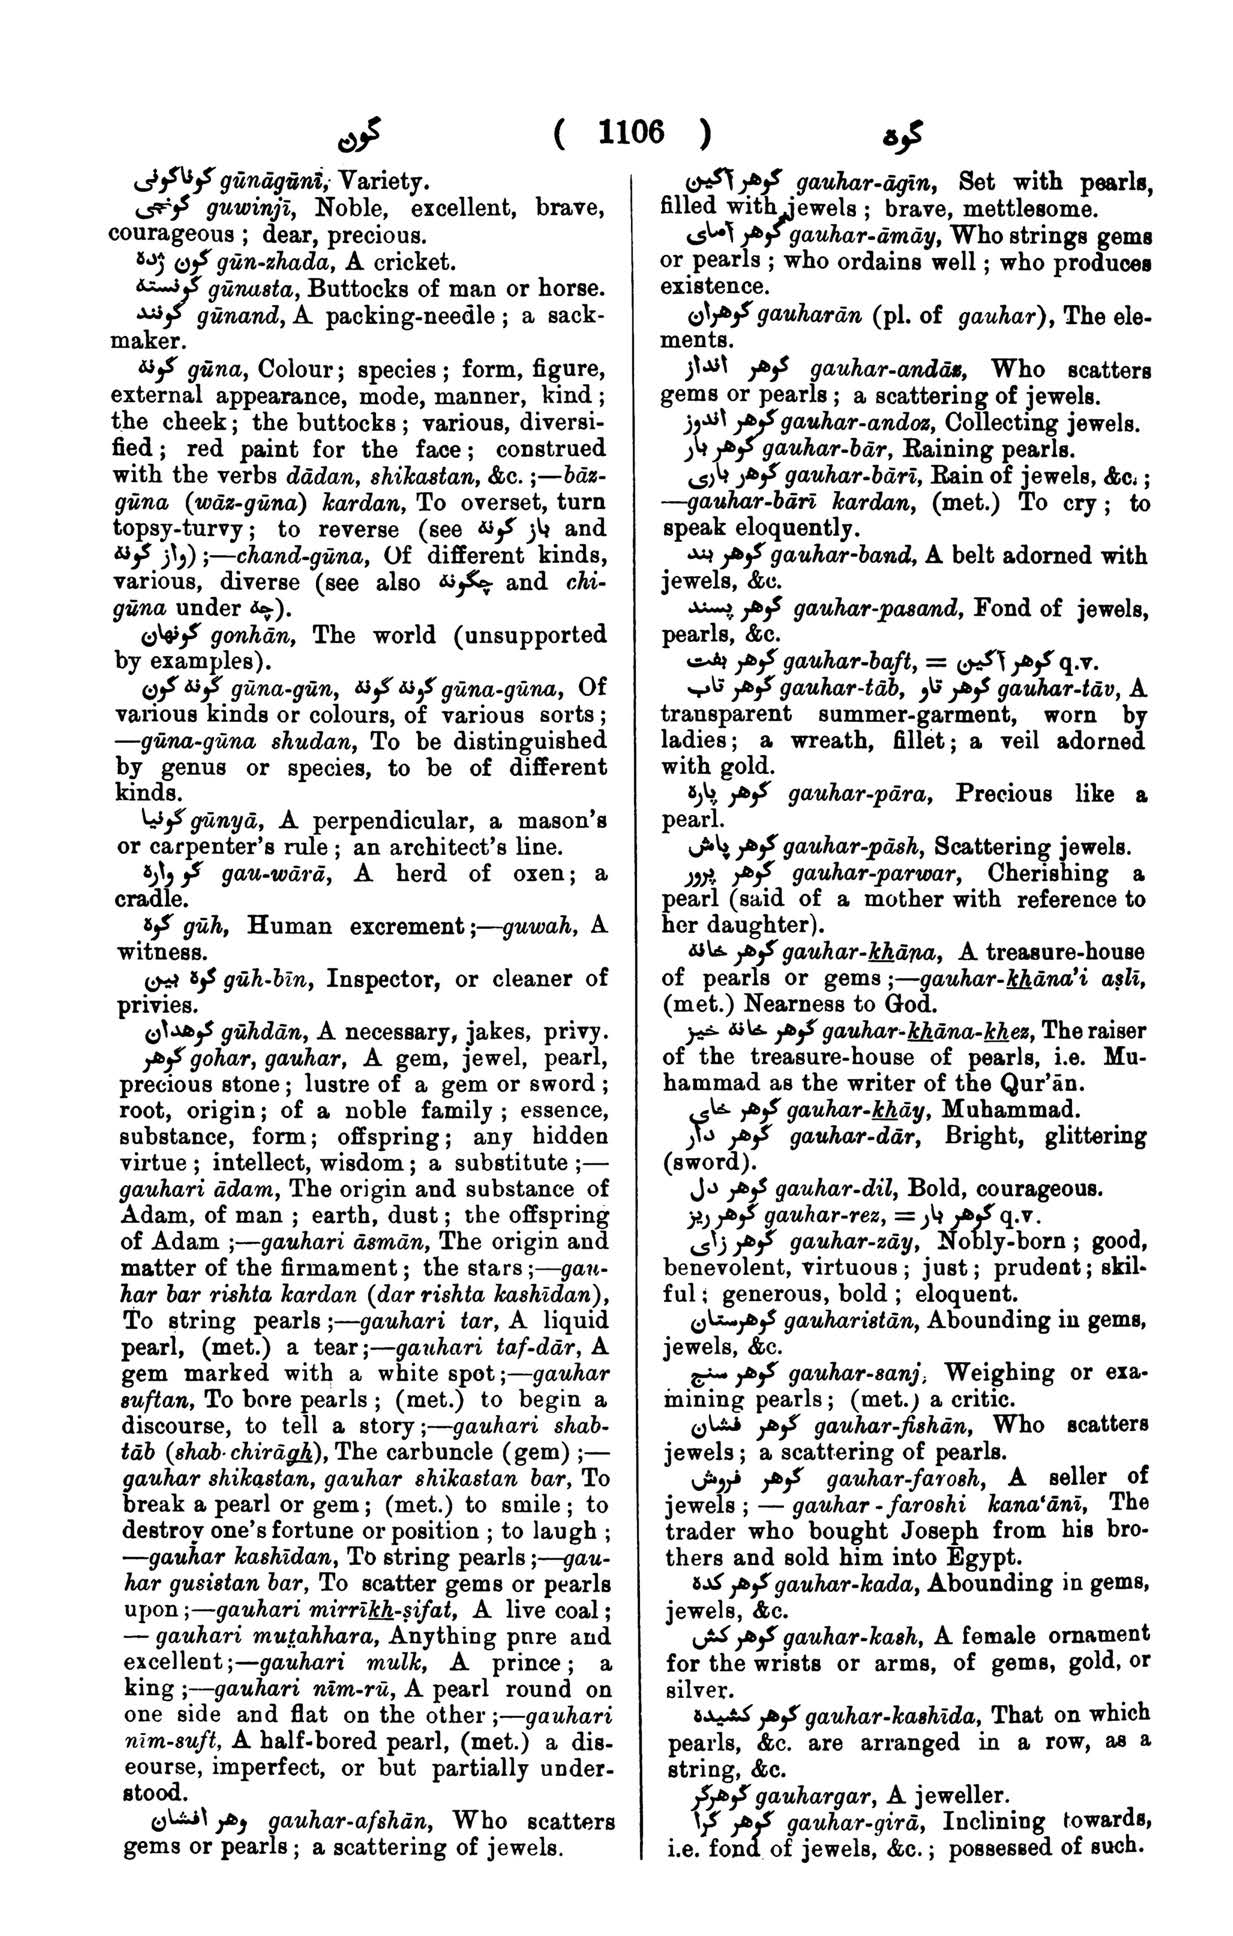 گون ( 1106 ) گوه
گوناگونی gūnāgūnī, Variety.
گونجی guwinjī, Noble, excellent, brave,
courageous ; dear, precious.
گون ژده gūn-zhada, A cricket.
گونسته gūnasta, Buttocks of man or horse.
گونند gūnand, A packing-needle ; a sack-
maker.
گونه gūna, Colour ; species ; form, figure,
external appearance, mode, manner, kind ;
the cheek ; the buttocks ; various, diversi-
fied ; red paint for the face ; construed
with the verbs dādan, shikastan, &c. ;—bāz-
gūna (wāz-gūna) kardan, To overset, turn
topsy-turvy ; to reverse (see باز گونه and
واز گونه) ;—chand-gūna, Of different kinds,
various, diverse (see also چگونه and chi-
gūna under چه).
گونهان gonhān, The world (unsupported
by examples).
گونه گون gūna-gūn, گونه گونه gūna-gūna, Of
various kinds or colours, of various sorts ;
—gūna-gūna shudan, To be distinguished
by genus or species, to be of different
kinds.
گونیا gūnyā, A perpendicular, a mason's
or carpenter's rule ; an architect's line.
گو واره gau-wārā, A herd of oxen ; a
cradle.
گوه gūh, Human excrement ;—guwah, A
witness.
گوه بین gūh-bīn, Inspector, or cleaner of
privies.
گوهدان gūhdān, A necessary, jakes, privy.
گوهر gohar, gauhar, A gem, jewel, pearl,
precious stone ; lustre of a gem or sword ;
root, origin ; of a noble family ; essence,
substance, form ; offspring ; any hidden
virtue ; intellect, wisdom ; a substitute ;—
gauhari ādam, The origin and substance of
Adam, of man ; earth, dust ; the offspring
of Adam ;—gauhari āsmān, The origin and
matter of the firmament ; the stars ;—gau-
har bar rishta kardan (dar rishta kashīdan),
To string pearls ;—gauhari tar, A liquid
pearl, (met.) a tear ;—gauhari taf-dār, A
gem marked with a white spot ;—gauhar
suftan, To bore pearls ; (met.) to begin a
discourse, to tell a story ;—gauhari shab-
tāb (shab-chirāgh), The carbuncle (gem) ;—
gauhar shikastan, gauhar shikastan bar, To
break a pearl or gem ; (met.) to smile ; to
destroy one's fortune or position ; to laugh ;
—gauhar kashīdan, To string pearls ;—gau-
har gusistan bar, To scatter gems or pearls
upon ;—gauhari mirrīkh-ṣifat, A live coal ;
—gauhari mut̤ahhara, Anything pure and
excellent ;—gauhari mulk, A prince ; a
king ;—gauhari nīm-rū, A pearl round on
one side and flat on the other ;—gauhari
nīm-suft, A half-bored pearl, (met.) a dis-
course, imperfect, or but partially under-
stood.
وهر افشان gauhar-afshān, Who scatters
gems or pearls ; a scattering of jewels.
گوهر آگین gauhar-āgīn, Set with pearls,
filled with jewels ; brave, mettlesome.
گوهر آمای gauhar-āmāy, Who strings gems
or pearls ; who ordains well ; who produces
existence.
گوهران gauharān (pl. of gauhar), The ele-
ments.
گوهر انداز gauhar-andāz, Who scatters
gems or pearls ; a scattering of jewels.
گوهر اندوز gauhar-andoz, Collecting jewels.
گوهر بار gauhar-bār, Raining pearls.
گوهر باری gauhar-bārī, Rain of jewels, &c. ;
—gauhar-bārī kardan, (met.) To cry ; to
speak eloquently.
گوهر بند gauhar-band, A belt adorned with
jewels, &c.
گوهر پسند gauhar-pasand, Fond of jewels,
pearls, &c.
گوهر بفت gauhar-baft, = گوهر آگین q.v.
گوهر تاب gauhar-tāb, گوهر تاو gauhar-tāv, A
transparent summer-garment, worn by
ladies ; a wreath, fillet ; a veil adorned
with gold.
گوهر پاره gauhar-pāra, Precious like a
pearl.
گوهر پاش gauhar-pāsh, Scattering jewels.
گوهر پرور gauhar-parwar, Cherishing a
pearl (said of a mother with reference to
her daughter).
گوهر خانه gauhar-khāna, A treasure-house
of pearls or gems ;—gauhar-khāna'i aṣlī,
(met.) Nearness to God.
گوهر خانه خیز gauhar-khāna-khez, The raiser
of the treasure-house of pearls, i.e. Mu-
hammad as the writer of the Qur'ān.
گوهر خای gauhar-khāy, Muhammad.
گوهر دار gauhar-dār, Bright, glittering
(sword).
گوهر دل gauhar-dil, Bold, courageous.
گوهر ریز gauhar-rez, = گوهر بار q.v.
گوهر زای gauhar-zāy, Nobly-born ; good,
benevolent, virtuous ; just ; prudent ; skil-
ful ; generous, bold ; eloquent.
گوهرستان gauharistān, Abounding in gems,
jewels, &c.
گوهر سنج gauhar-sanj, Weighing or exa-
mining pearls ; (met.) a critic.
گوهر فشان gauhar-fishān, Who scatters
jewels ; a scattering of pearls.
گوهر فروش gauhar-farosh, A seller of
jewels ; — gauhar-faroshi kana‘ānī, The
trader who bought Joseph from his bro-
thers and sold him into Egypt.
گوهر کده gauhar-kada, Abounding in gems,
jewels, &c.
گوهر کش gauhar-kash, A female ornament
for the wrists or arms, of gems, gold, or
silver.
گوهر کشیده gauhar-kashīda, That on which
pearls, &c. are arranged in a row, as a
string, &c.
گوهرگر gauhargar, A jeweller.
گوهر گرا gauhar-girā, Inclining towards,
i.e. fond of jewels, &c. ; possessed of such.